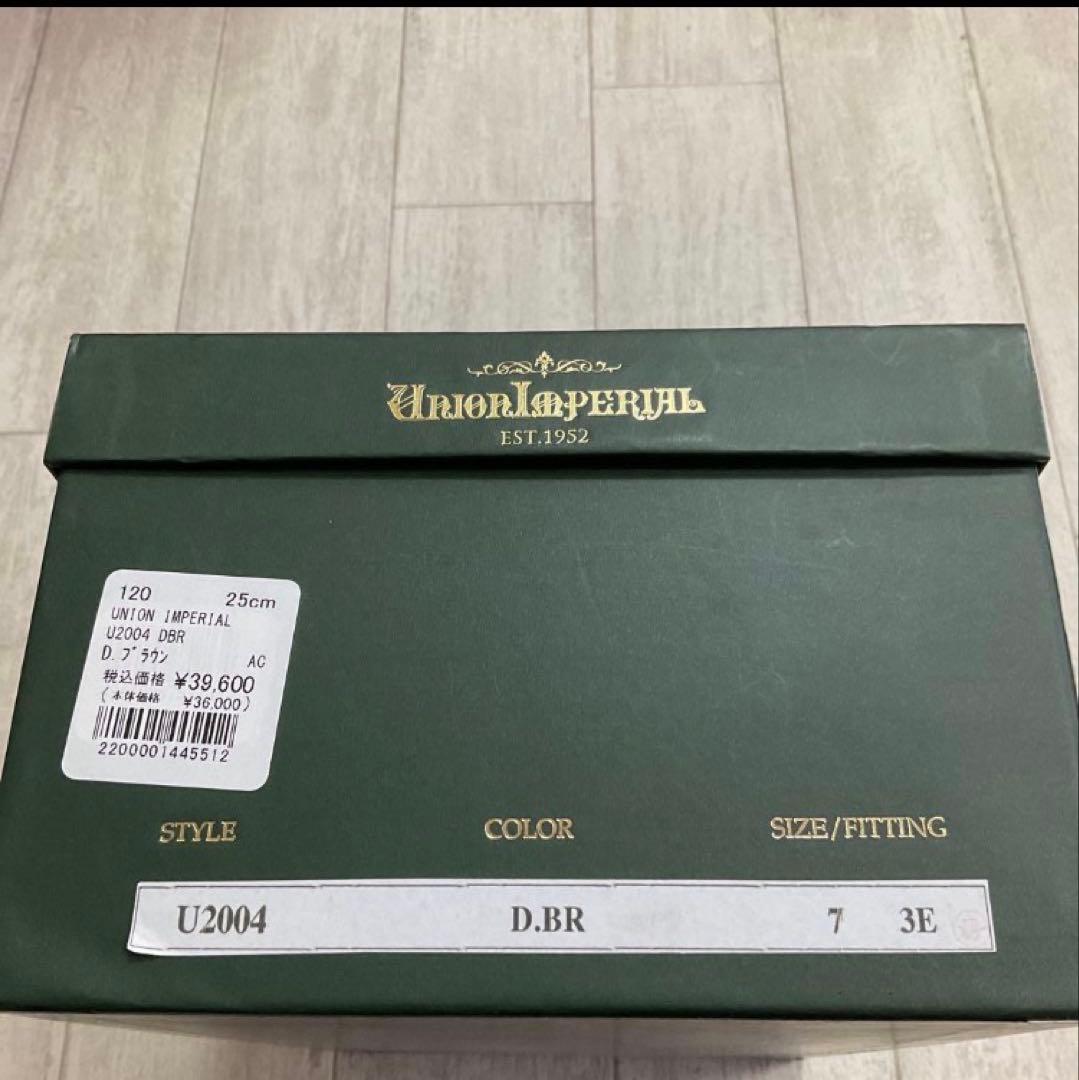 UNION IMPERIAL
EST.1952
120 25cm
UNION IMPERIAL
U2004 DBR
D.ブラウン AC
税込価格 ¥39,600
(本体価格 ¥36,000)
2200001445512
STYLE COLOR SIZE/FITTING
U2004 D.BR 7 3E